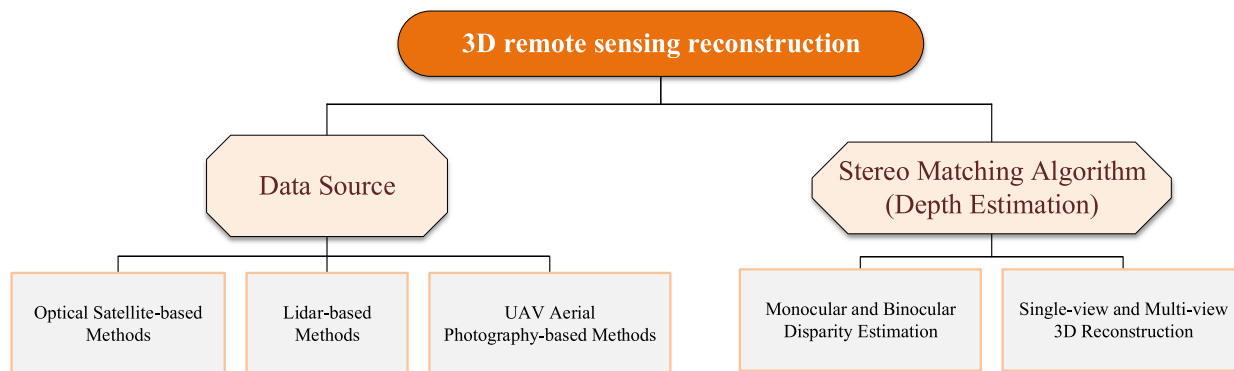 3D remote sensing reconstruction
Data Source
Stereo Matching Algorithm
(Depth Estimation)
Optical Satellite-based
Methods
Lidar-based
Methods
UAV Aerial
Photography-based Methods
Monocular and Binocular
Disparity Estimation
Single-view and Multi-view
3D Reconstruction